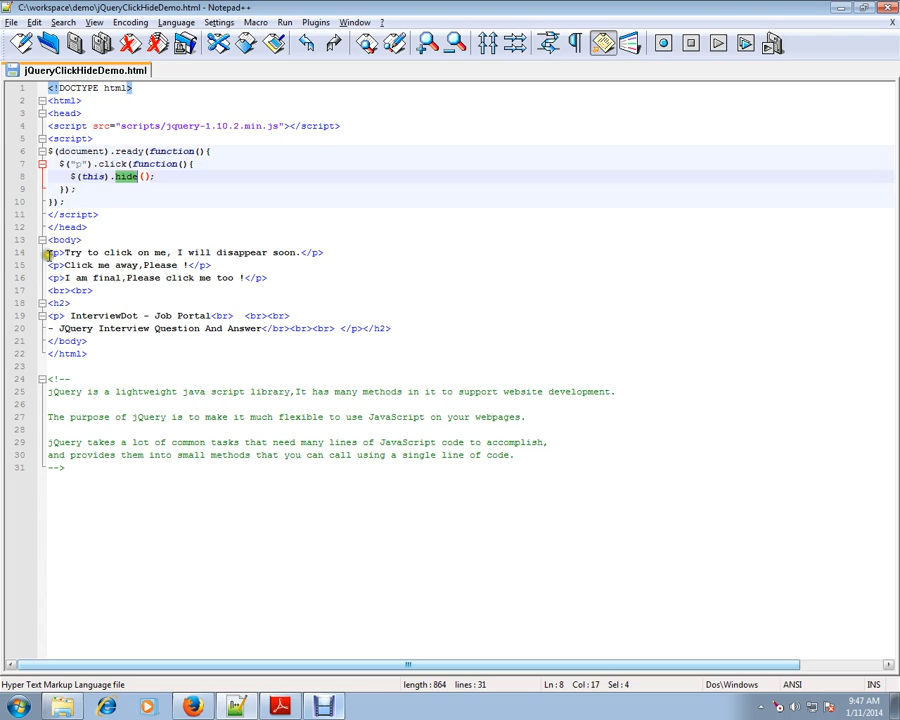 C:\workspace\demo\jQueryClickHideDemo.html - Notepad++
File Edit Search View Encoding Language Settings Macro Run Plugins Window ? X
jQueryClickHideDemo.html
1 <!DOCTYPE html>
2 <html>
3 <head>
4 <script src="scripts/jquery-1.10.2.min.js"></script>
5 <script>
6 $(document).ready(function(){
7 $("p").click(function(){
8 $(this).hide();
9 });
10 });
11 </script>
12 </head>
13 <body>
14 <p>Try to click on me, I will disappear soon.</p>
15 <p>Click me away,Please !</p>
16 <p>I am final,Please click me too !</p>
17 <br><br>
18 <h2>
19 <p> InterviewDot - Job Portal<br> <br><br>
20 - JQuery Interview Question And Answer</br><br><br> </p></h2>
21 </body>
22 </html>
23
24 <!--
25 jQuery is a lightweight java script library,It has many methods in it to support website development.
26
27 The purpose of jQuery is to make it much flexible to use JavaScript on your webpages.
28
29 jQuery takes a lot of common tasks that need many lines of JavaScript code to accomplish,
30 and provides them into small methods that you can call using a single line of code.
31 -->
Hyper Text Markup Language file length : 864 lines : 31 Ln : 8 Col : 17 Sel : 4 Dos\Windows ANSI INS
9:47 AM
1/11/2014